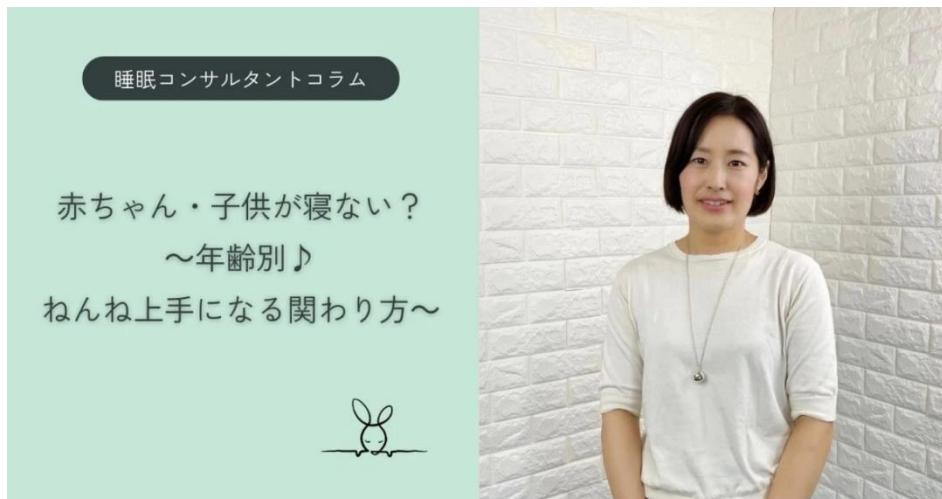 睡眠コンサルタントコラム
赤ちゃん・子供が寝ない？
～年齢別♪
ねんね上手になる関わり方～